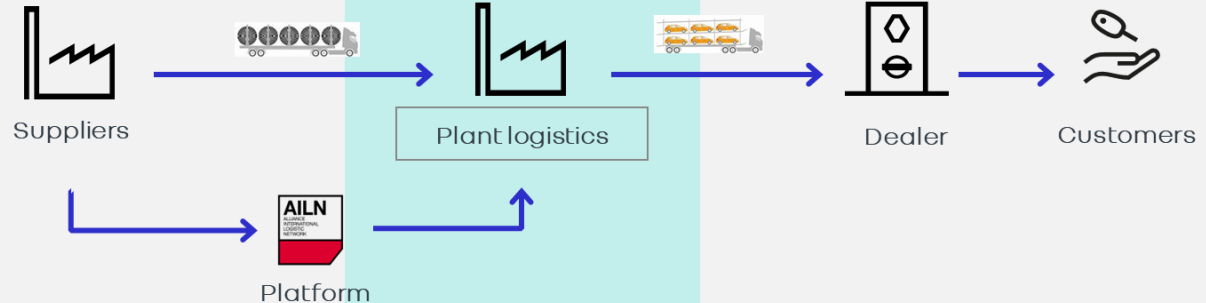 Suppliers
Plant logistics
Dealer
Customers
AILN
ALLIANCE
INTERNATIONAL
LOGISTIC
NETWORK
Platform